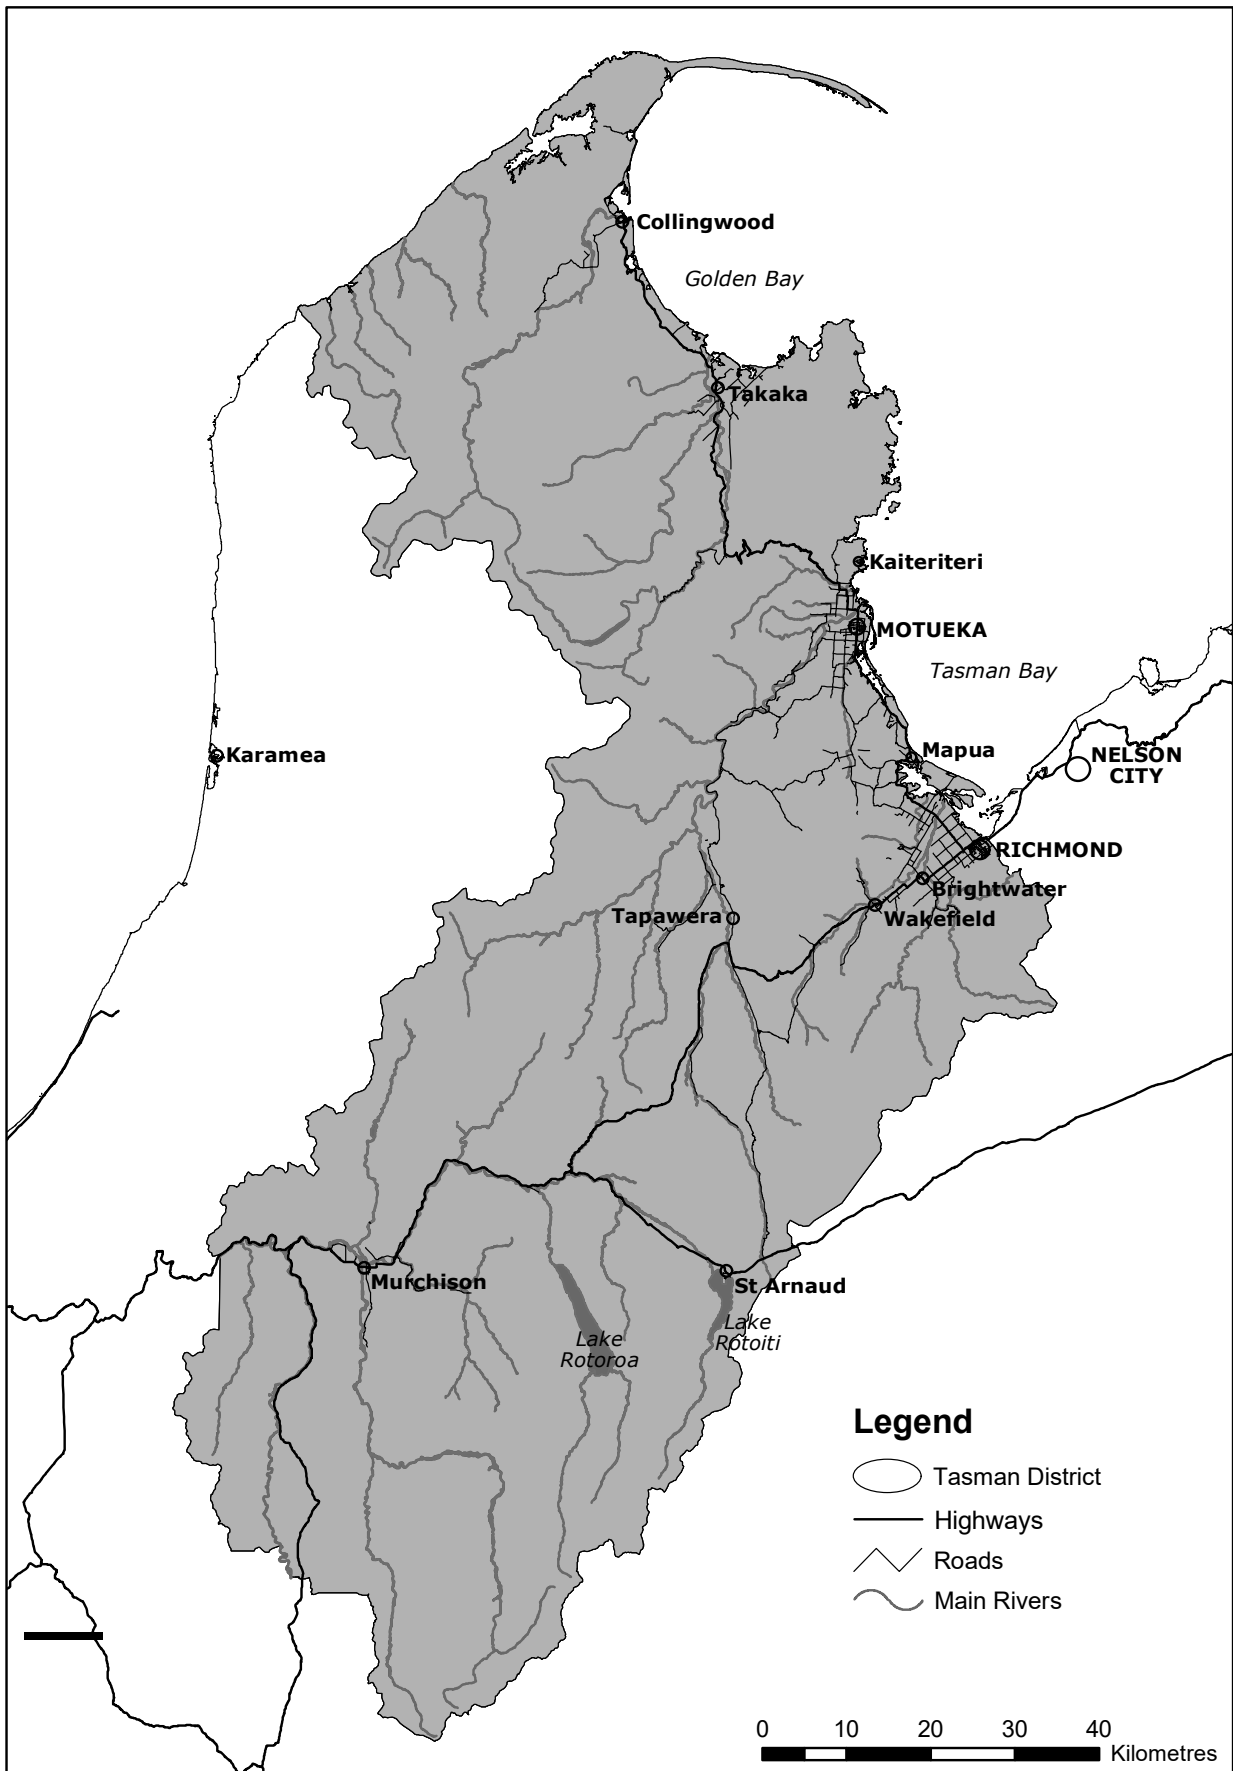 Collingwood
Golden Bay
Takaka
Kaiteriteri
MOTUEKA
Tasman Bay
Karamea
Mapua
NELSON
CITY
RICHMOND
Brightwater
Tapawera
Wakefield
Murchison
St Arnaud
Lake
Rotoiti
Lake
Rotoroa
Legend
Tasman District
Highways
Roads
Main Rivers
0 10 20 30 40
Kilometres